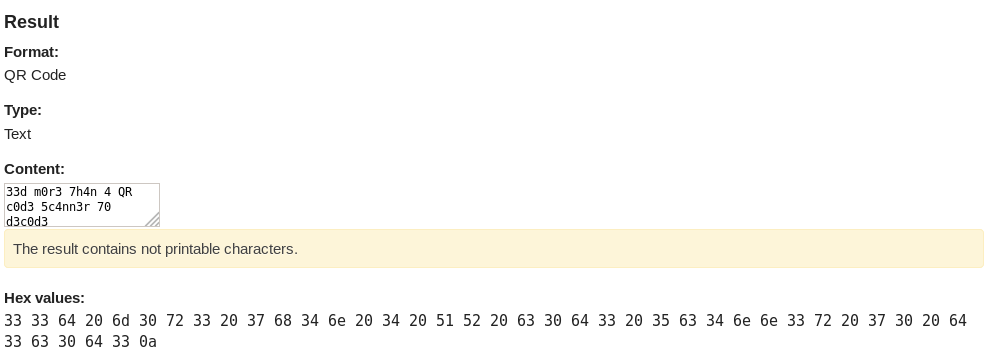 Result
Format:
QR Code
Type:
Text
Content:
33d m0r3 7h4n 4 QR
c0d3 5c4nn3r 70
d3c0d3
The result contains not printable characters.
Hex values:
33 33 64 20 6d 30 72 33 20 37 68 34 6e 20 34 20 51 52 20 63 30 64 33 20 35 63 34 6e 6e 33 72 20 37 30 20 64
33 63 30 64 33 0a